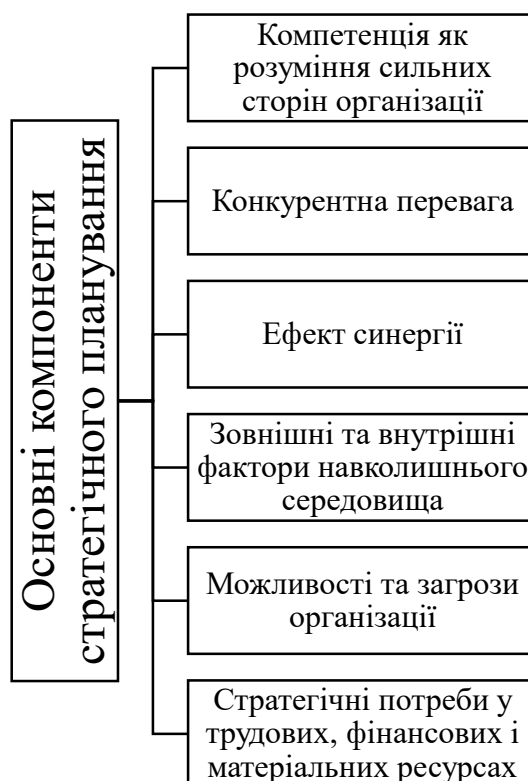 Основні компоненти
стратегічного планування
Компетенція як
розуміння сильних
сторін організації
Конкурентна перевага
Ефект синергії
Зовнішні та внутрішні
фактори навколишнього
середовища
Можливості та загрози
організації
Стратегічні потреби у
трудових, фінансових і
матеріальних ресурсах